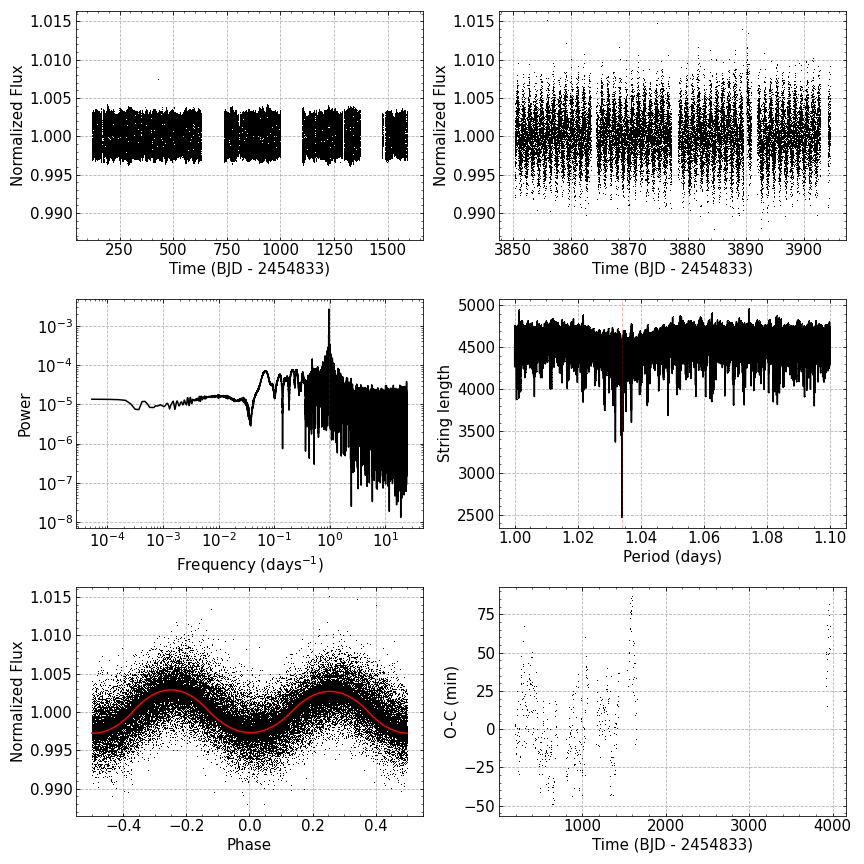 1.015
1.010
1.005
1.000
0.995
0.990
Normalized Flux
250 500 750 1000 1250 1500
Time (BJD - 2454833)
1.015
1.010
1.005
1.000
0.995
0.990
Normalized Flux
3850 3860 3870 3880 3890 3900
Time (BJD - 2454833)
10⁻³
10⁻⁴
10⁻⁵
10⁻⁶
10⁻⁷
10⁻⁸
Power
10⁻⁴ 10⁻³ 10⁻² 10⁻¹ 10⁰ 10¹
Frequency (days⁻¹)
5000
4500
4000
3500
3000
2500
String length
1.00 1.02 1.04 1.06 1.08 1.10
Period (days)
1.015
1.010
1.005
1.000
0.995
0.990
Normalized Flux
−0.4 −0.2 0.0 0.2 0.4
Phase
75
50
25
0
−25
−50
O-C (min)
1000 2000 3000 4000
Time (BJD - 2454833)